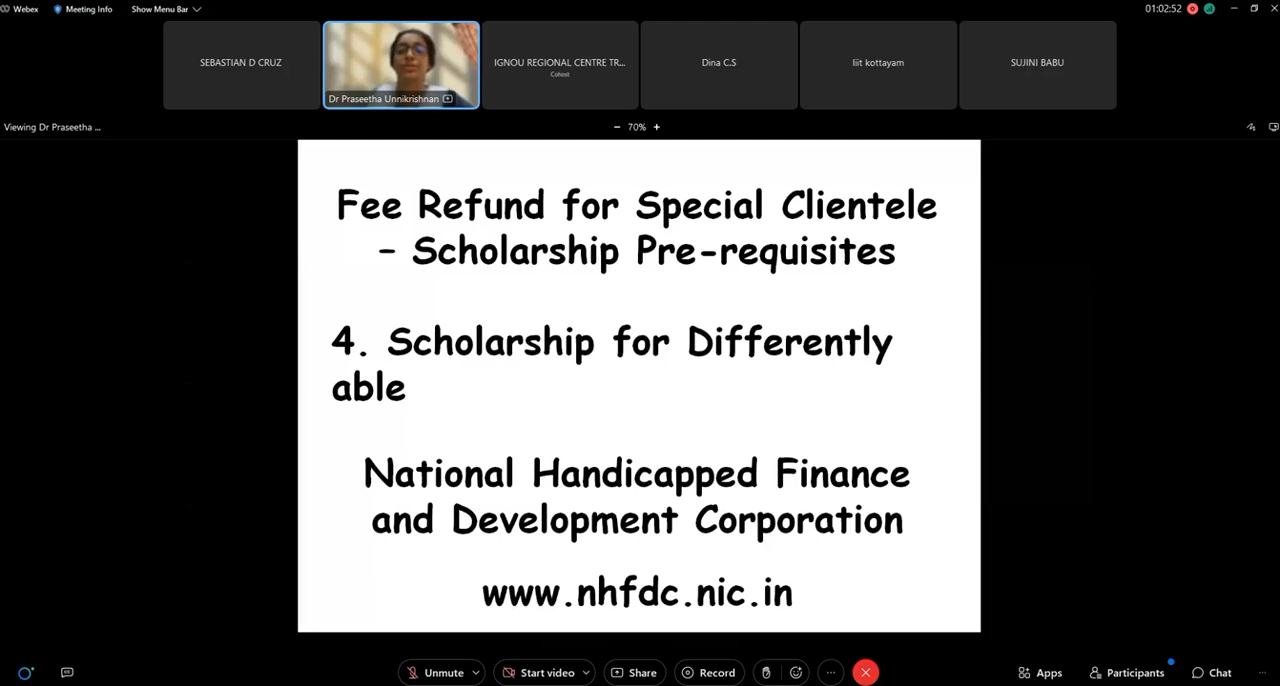 Webex
Meeting Info
Show Menu Bar
01:02:52
SEBASTIAN D CRUZ
Dr Praseetha Unnikrishnan
IGNOU REGIONAL CENTRE TR...
Cohost
Dina C.S
liit kottayam
SUJINI BABU
Viewing Dr Praseetha ...
− 70% +
Fee Refund for Special Clientele
– Scholarship Pre-requisites
4. Scholarship for Differently
able
National Handicapped Finance
and Development Corporation
www.nhfdc.nic.in
Unmute
Start video
Share
Record
Apps
Participants
Chat